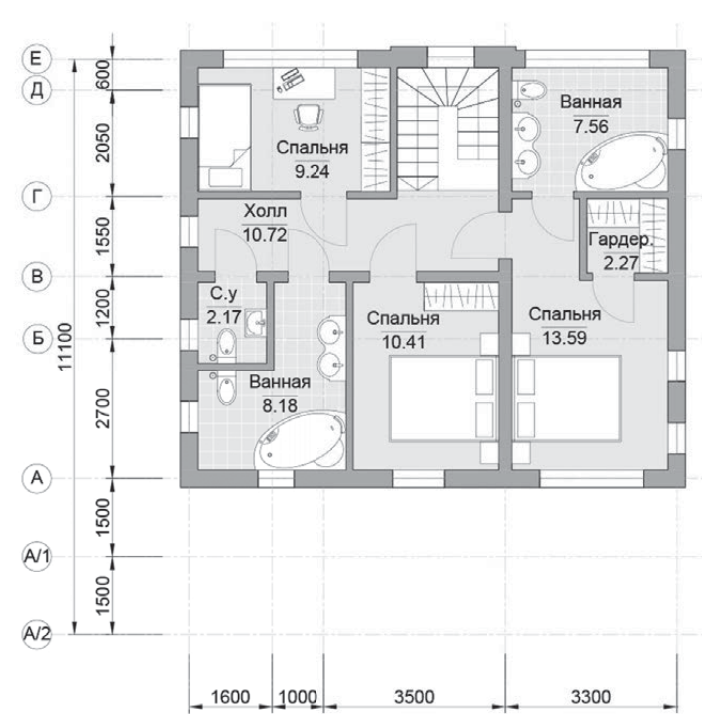 Е
Д
Г
В
Б
А
А/1
А/2
600
2050
1550
1200
2700
1500
1500
11100
Спальня
9.24
Ванная
7.56
Холл
10.72
Гардер.
2.27
С.у
2.17
Спальня
10.41
Спальня
13.59
Ванная
8.18
1600
1000
3500
3300